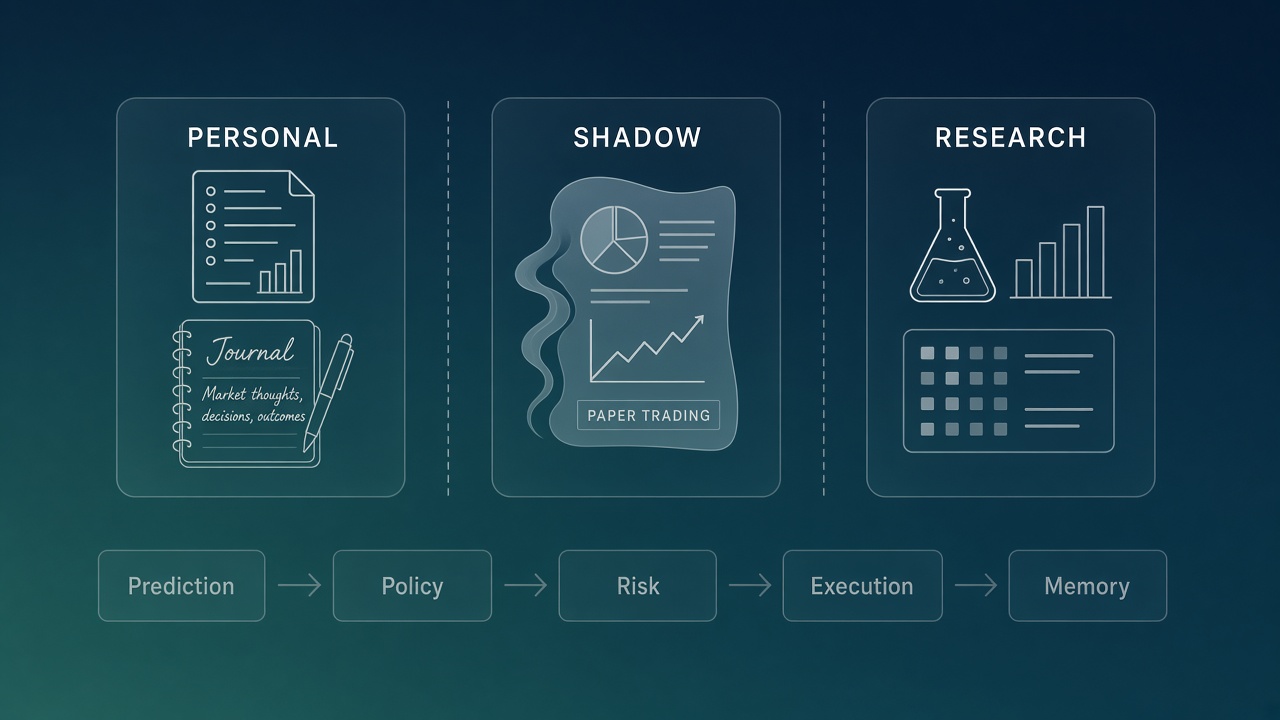 PERSONAL
Journal
Market thoughts,
decisions, outcomes
SHADOW
PAPER TRADING
RESEARCH
Prediction
Policy
Risk
Execution
Memory